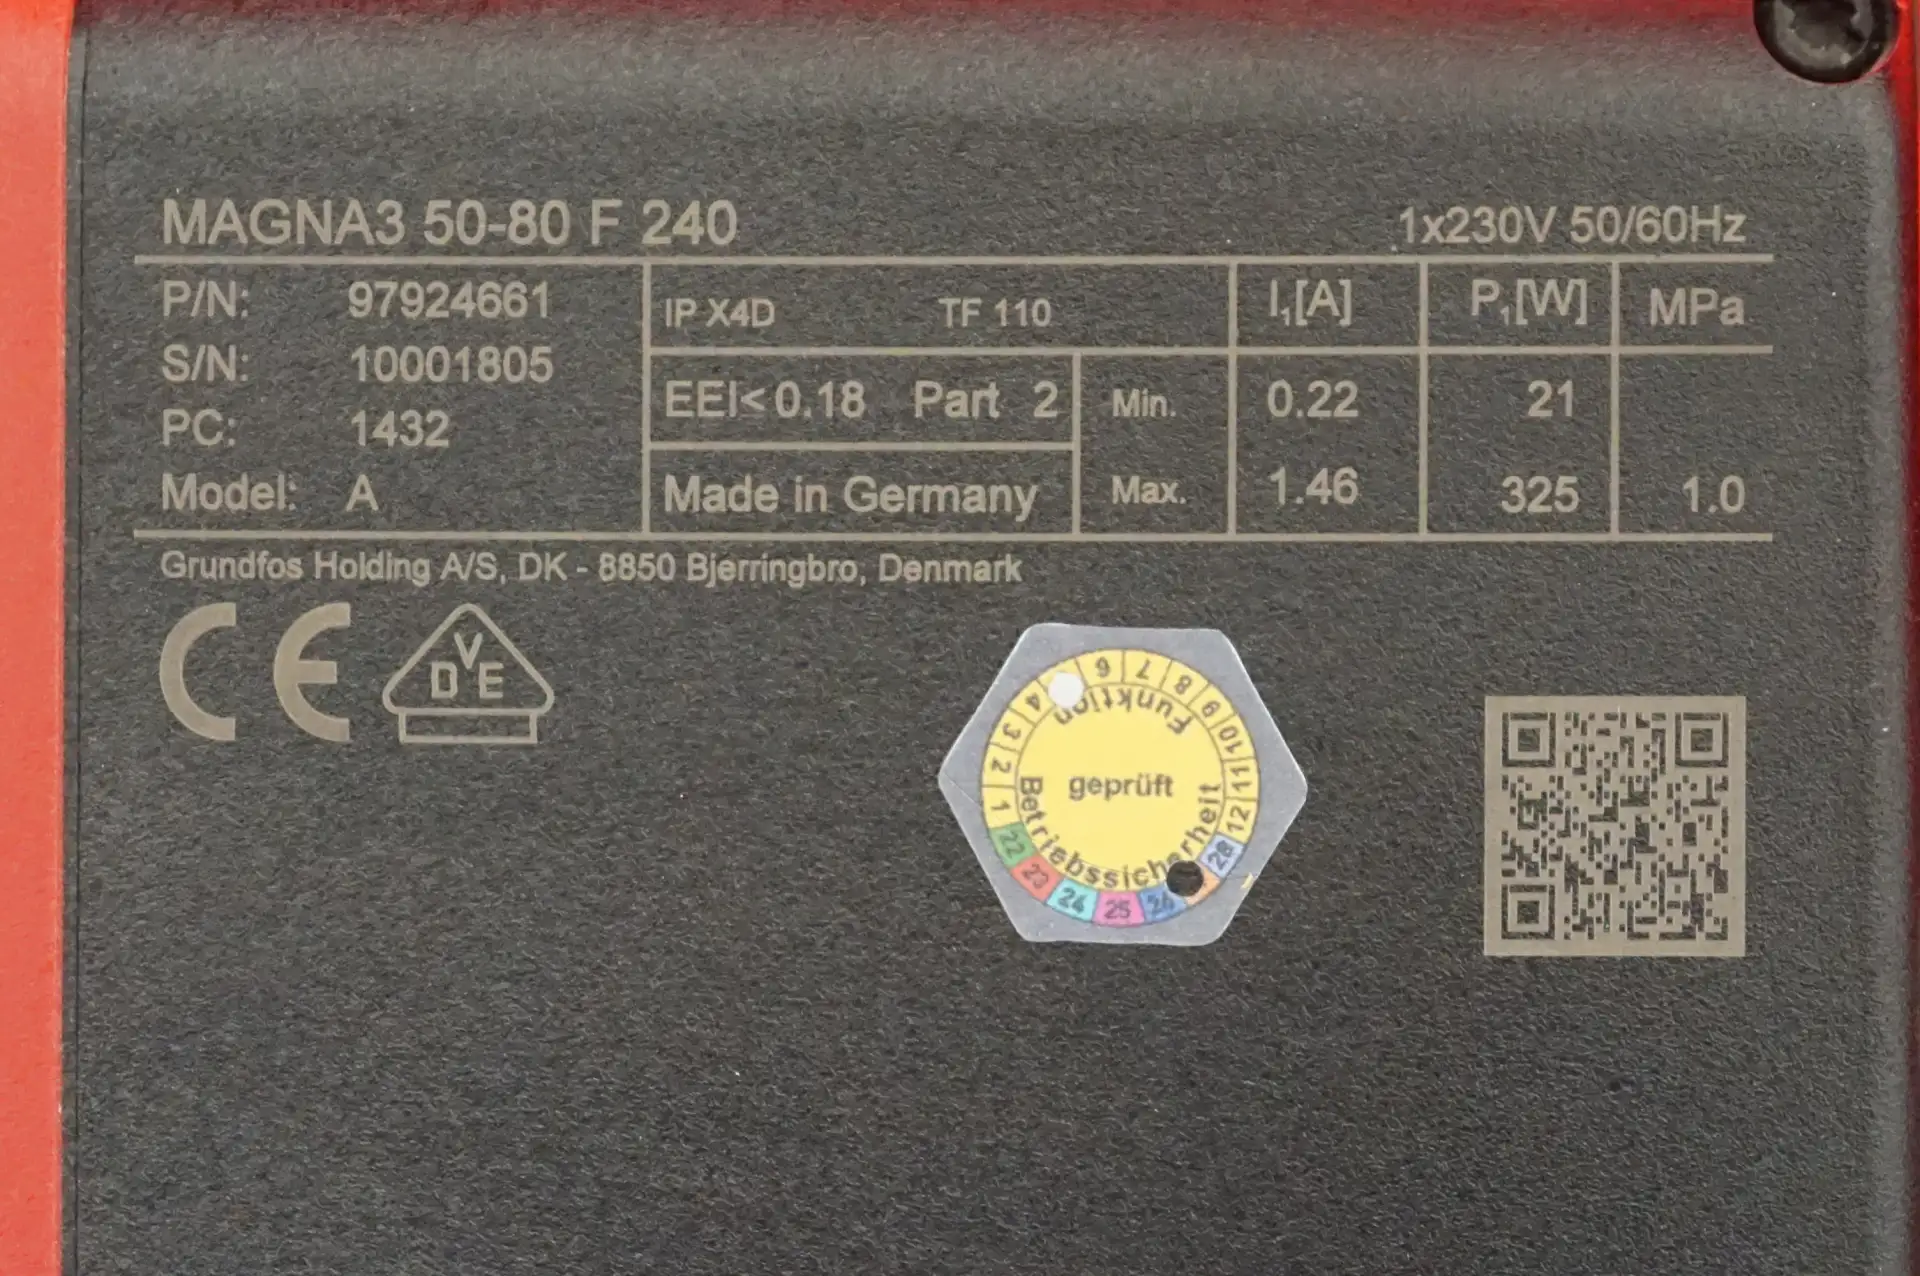 MAGNA3 50-80 F 240
1x230V 50/60Hz
P/N: 97924661
S/N: 10001805
PC: 1432
Model: A
IP X4D TF 110
EEI< 0.18 Part 2
Made in Germany
I₁[A] P₁[W] MPa
Min. 0.22 21
Max. 1.46 325 1.0
Grundfos Holding A/S, DK - 8850 Bjerringbro, Denmark
CE
VDE
1 2 3 4 6 7 8 9 10 11 12
Funktion
geprüft
Betriebssicherheit
22 23 24 25 26 28